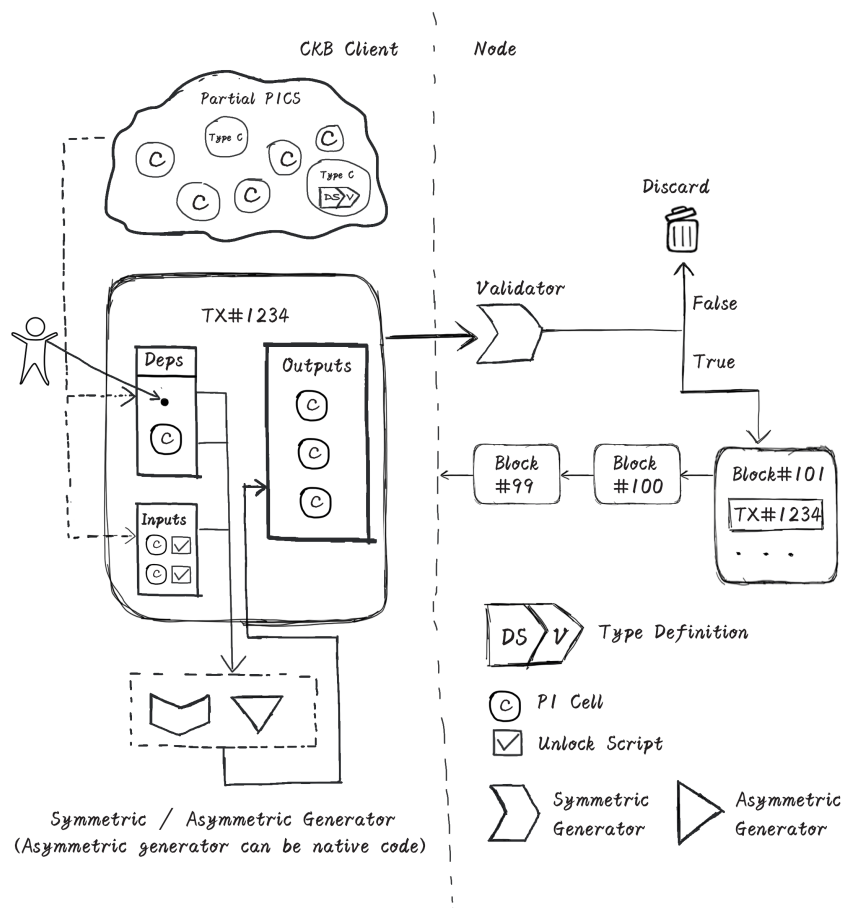 CKB Client
Node
Partial P1CS
C
Type C
C
C
Type C
DS V
C
C
Discard
TX#1234
Validator
False
True
Deps
C
Outputs
C
C
C
Inputs
C
C
Block
#99
Block
#100
Block#101
TX#1234
. . .
DS V
Type Definition
C
P1 Cell
Unlock Script
Symmetric
Generator
Asymmetric
Generator
Symmetric / Asymmetric Generator
(Asymmetric generator can be native code)